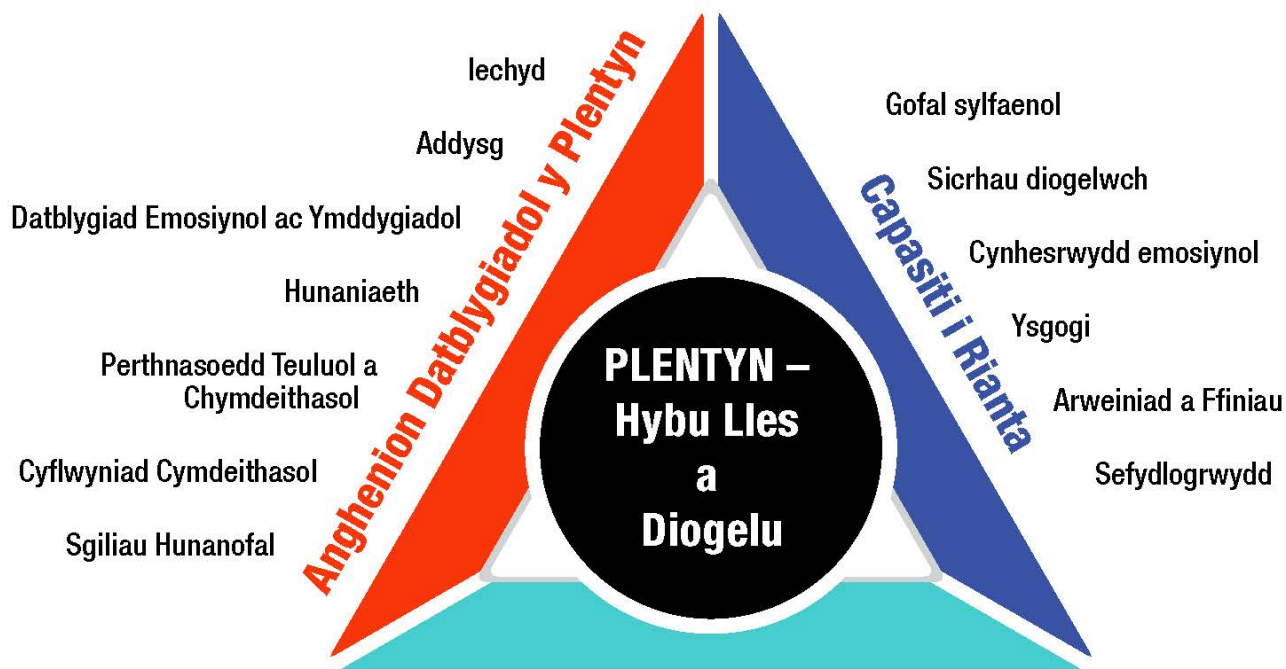 Iechyd
Addysg
Datblygiad Emosiynol ac Ymddygiadol
Hunaniaeth
Perthnasoedd Teuluol a
Chymdeithasol
Cyflwyniad Cymdeithasol
Sgiliau Hunanofal
Anghenion Datblygiadol y Plentyn
PLENTYN –
Hybu Lles
a
Diogelu
Capasiti i Rianta
Gofal sylfaenol
Sicrhau diogelwch
Cynhesrwydd emosiynol
Ysgogi
Arweiniad a Ffiniau
Sefydlogrwydd